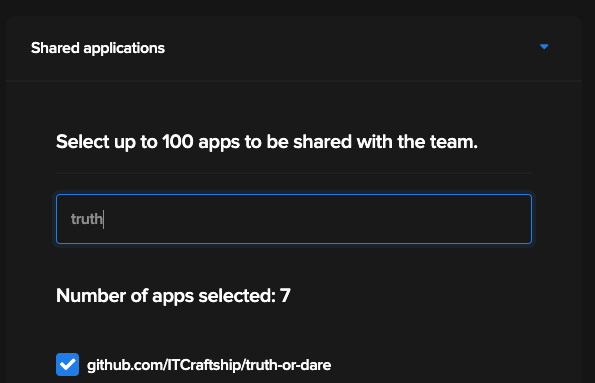 Shared applications
Select up to 100 apps to be shared with the team.
truth
Number of apps selected: 7
github.com/ITCraftship/truth-or-dare